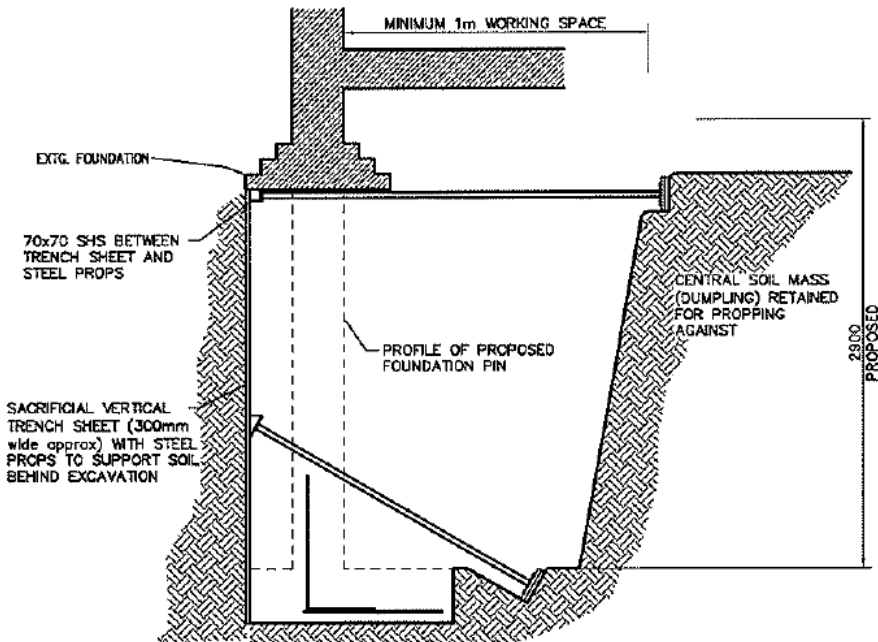 MINIMUM 1m WORKING SPACE
EXTG. FOUNDATION
70x70 SHS BETWEEN
TRENCH SHEET AND
STEEL PROPS
CENTRAL SOIL MASS
(DUMPLING) RETAINED
FOR PROPPING
AGAINST
2900
PROPOSED
PROFILE OF PROPOSED
FOUNDATION PIN
SACRIFICIAL VERTICAL
TRENCH SHEET (300mm
wide approx) WITH STEEL
PROPS TO SUPPORT SOIL
BEHIND EXCAVATION